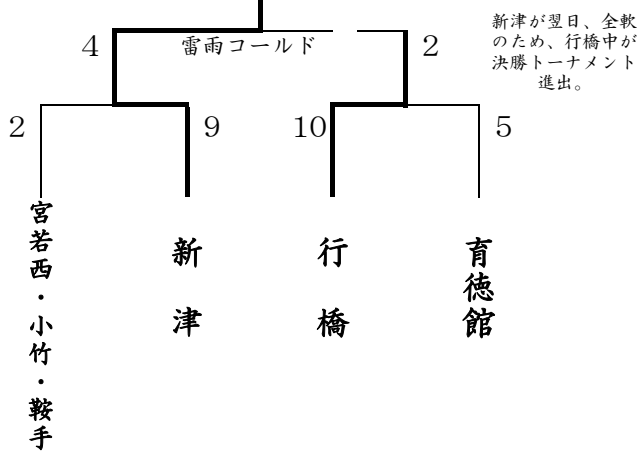 新津が翌日、全軟
のため、行橋中が
決勝トーナメント
進出。
4
雷雨コールド
2
2
9
10
5
宮若西・小竹・鞍手
新津
行橋
育徳館